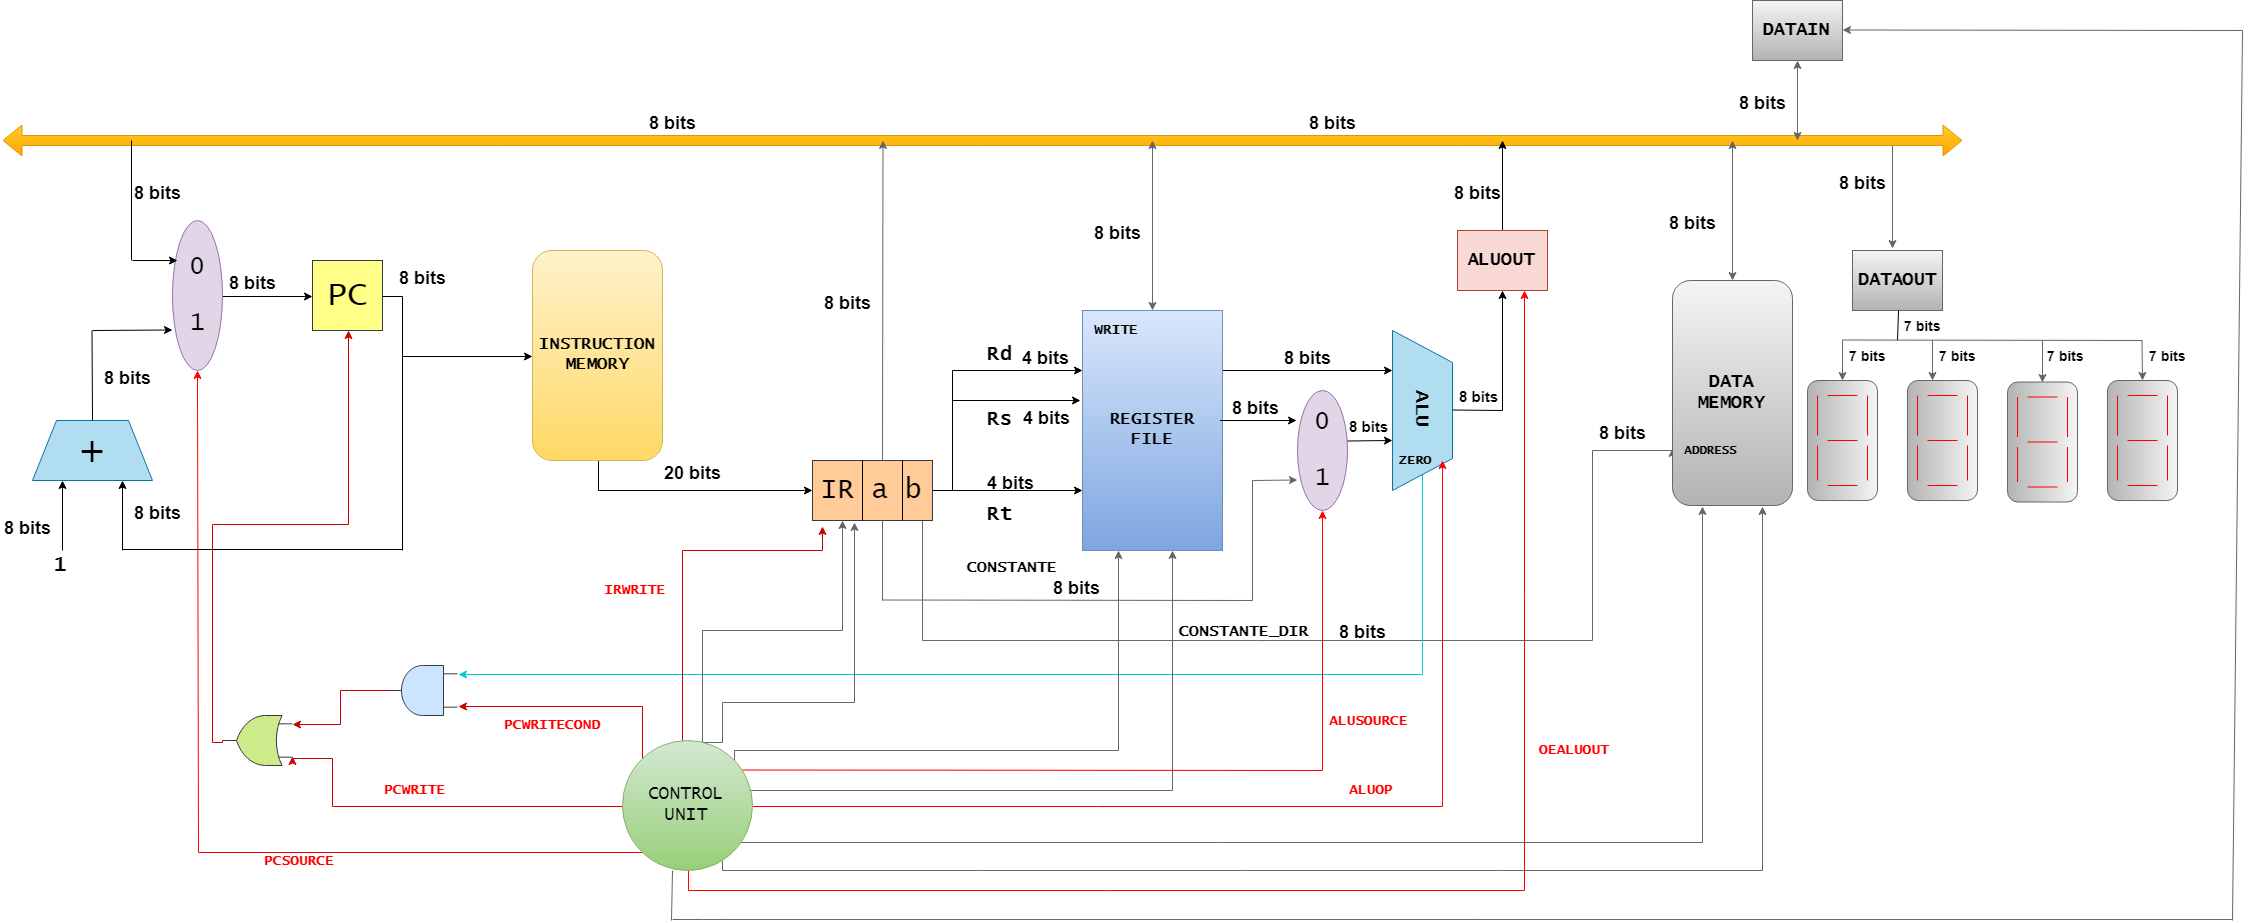 DATAIN
8 bits
8 bits
8 bits
8 bits
8 bits
8 bits
8 bits
8 bits
8 bits
0
1
8 bits
PC
8 bits
ALUOUT
DATAOUT
8 bits
INSTRUCTION
MEMORY
WRITE
7 bits
Rd 4 bits
8 bits
7 bits
7 bits
7 bits
7 bits
8 bits
DATA
MEMORY
8 bits
ALU
Rs 4 bits
REGISTER
FILE
8 bits
0
8 bits
8 bits
+
ZERO
ADDRESS
20 bits
IR
a
b
4 bits
1
Rt
8 bits
8 bits
1
CONSTANTE
8 bits
IRWRITE
CONSTANTE_DIR
8 bits
PCWRITECOND
ALUSOURCE
OEALUOUT
PCWRITE
CONTROL
UNIT
ALUOP
PCSOURCE